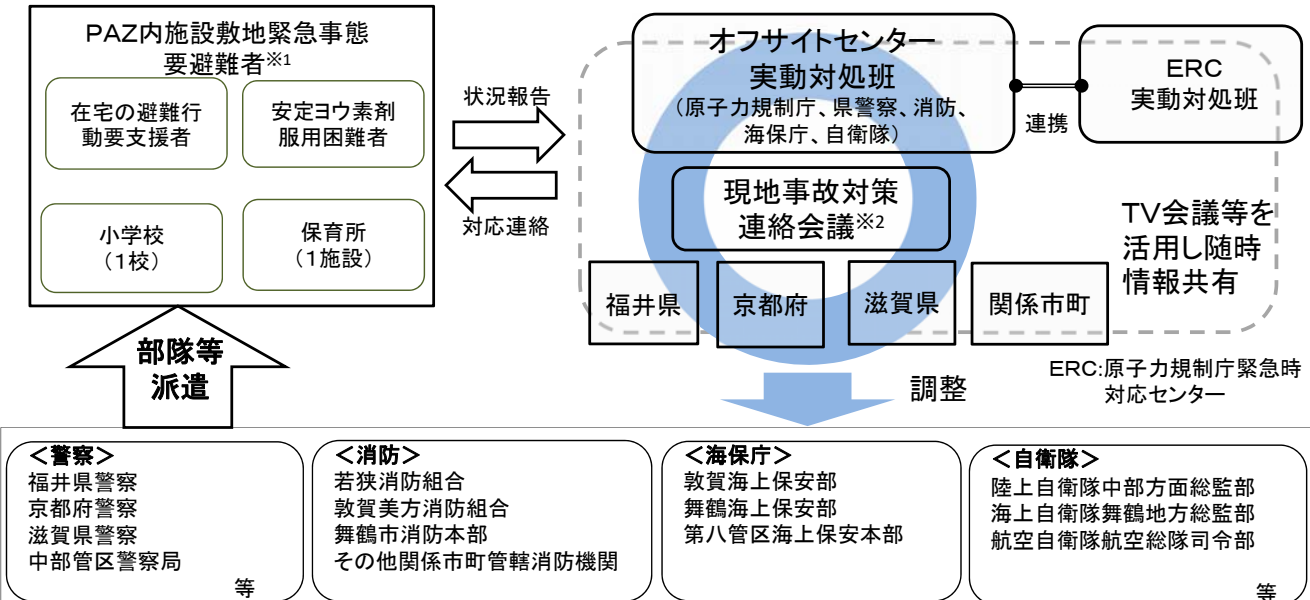 PAZ内施設敷地緊急事態
要避難者※1
在宅の避難行
動要支援者
安定ヨウ素剤
服用困難者
小学校
（1校）
保育所
（1施設）
状況報告
対応連絡
オフサイトセンター
実動対処班
（原子力規制庁、県警察、消防、
海保庁、自衛隊）
連携
ERC
実動対処班
現地事故対策
連絡会議※2
TV会議等を
活用し随時
情報共有
福井県
京都府
滋賀県
関係市町
ERC:原子力規制庁緊急時
対応センター
調整
部隊等
派遣
＜警察＞
福井県警察
京都府警察
滋賀県警察
中部管区警察局
等
＜消防＞
若狭消防組合
敦賀美方消防組合
舞鶴市消防本部
その他関係市町管轄消防機関
＜海保庁＞
敦賀海上保安部
舞鶴海上保安部
第八管区海上保安本部
＜自衛隊＞
陸上自衛隊中部方面総監部
海上自衛隊舞鶴地方総監部
航空自衛隊航空総隊司令部
等